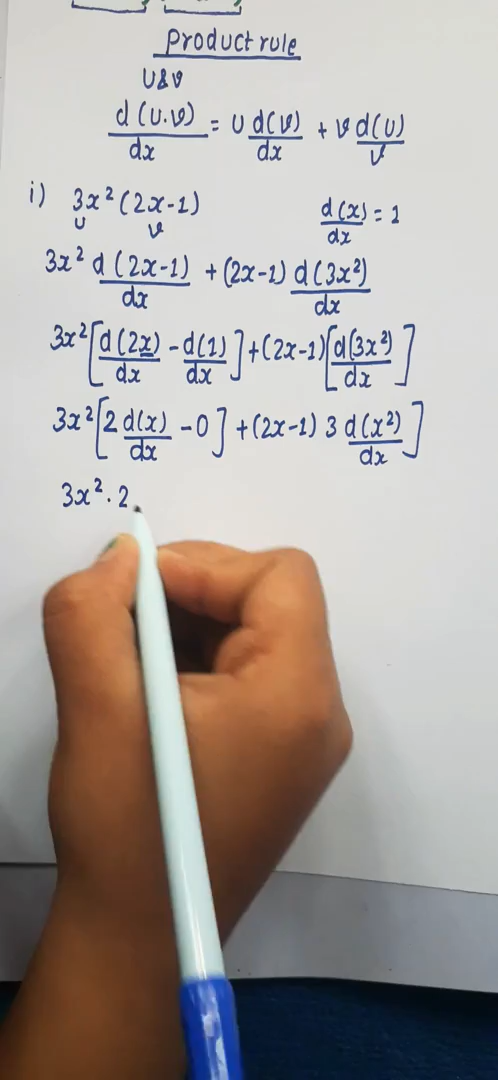 Product rule
U & v
d(U.v)/dx = U d(v)/dx + v d(U)/v
i) 3x²(2x-1) d(x)/dx = 1
U v
3x² d(2x-1)/dx + (2x-1) d(3x²)/dx
3x²[d(2x)/dx - d(1)/dx] + (2x-1)[d(3x²)/dx]
3x²[2 d(x)/dx - 0] + (2x-1) 3 d(x²)/dx]
3x² . 2